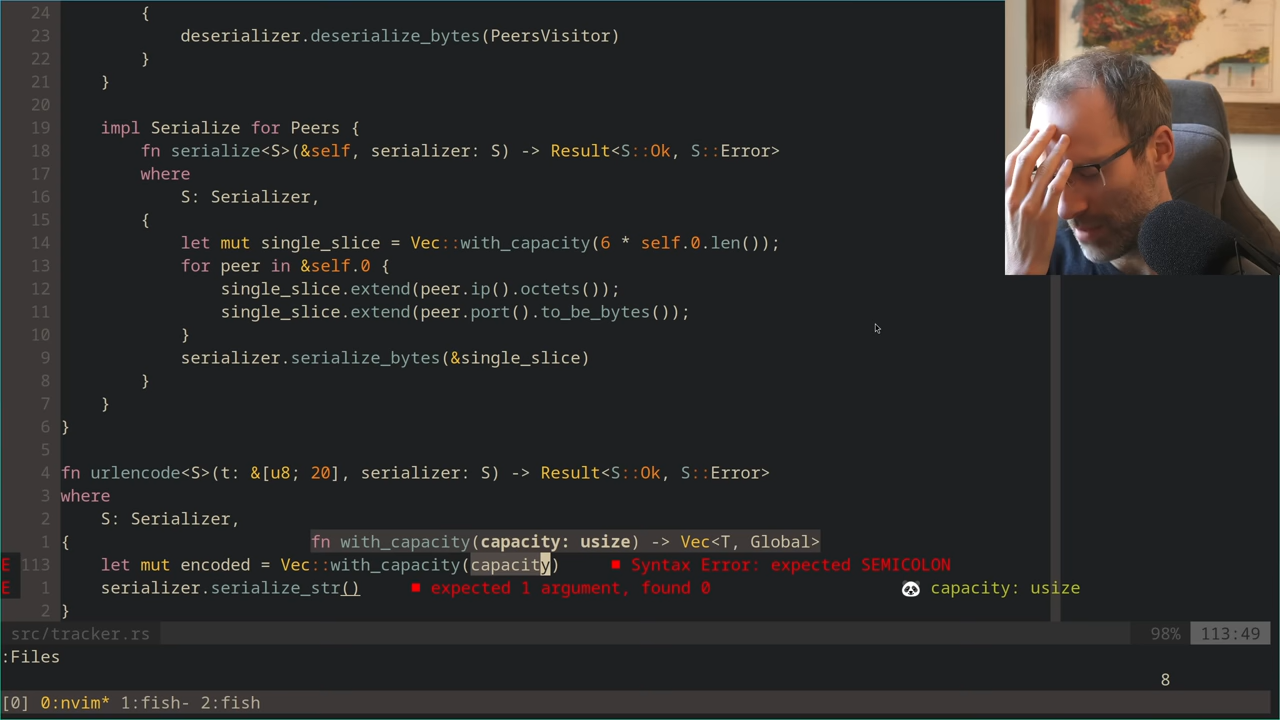 24 {
23 deserializer.deserialize_bytes(PeersVisitor)
22 }
21 }
20
19 impl Serialize for Peers {
18 fn serialize<S>(&self, serializer: S) -> Result<S::Ok, S::Error>
17 where
16 S: Serializer,
15 {
14 let mut single_slice = Vec::with_capacity(6 * self.0.len());
13 for peer in &self.0 {
12 single_slice.extend(peer.ip().octets());
11 single_slice.extend(peer.port().to_be_bytes());
10 }
9 serializer.serialize_bytes(&single_slice)
8 }
7 }
6 }
5
4 fn urlencode<S>(t: &[u8; 20], serializer: S) -> Result<S::Ok, S::Error>
3 where
2 S: Serializer,
1 { fn with_capacity(capacity: usize) -> Vec<T, Global>
E 113 let mut encoded = Vec::with_capacity(capacity) ■ Syntax Error: expected SEMICOLON
E 1 serializer.serialize_str() ■ expected 1 argument, found 0 🐼 capacity: usize
2 }
src/tracker.rs 98% 113:49
:Files
8
[0] 0:nvim* 1:fish- 2:fish